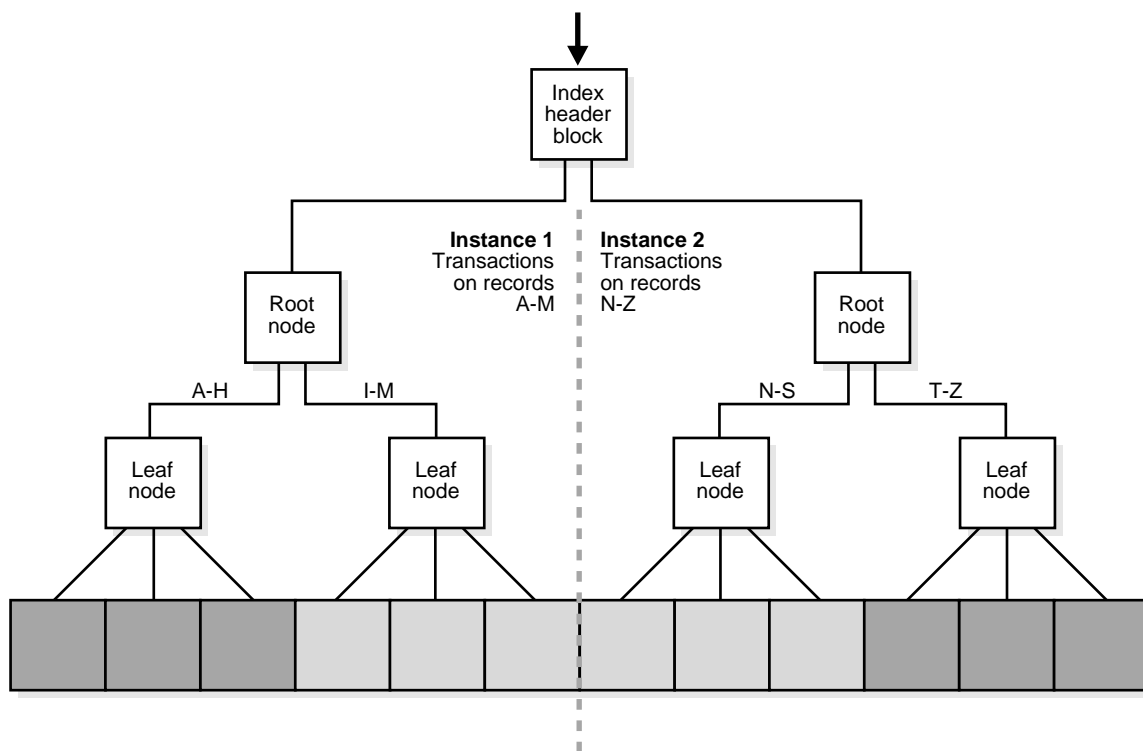 Index
header
block
Instance 1
Transactions
on records
A-M
Instance 2
Transactions
on records
N-Z
Root
node
Root
node
A-H
I-M
N-S
T-Z
Leaf
node
Leaf
node
Leaf
node
Leaf
node